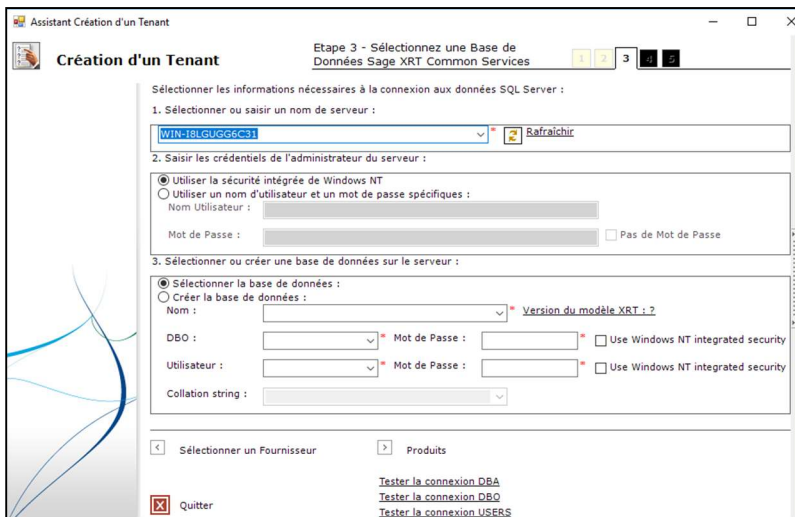 Assistant Création d'un Tenant
Création d'un Tenant
Etape 3 - Sélectionnez une Base de
Données Sage XRT Common Services
1 2 3 4 5
Sélectionner les informations nécessaires à la connexion aux données SQL Server :
1. Sélectionner ou saisir un nom de serveur :
WIN-I8LGUGG6C31 * Rafraîchir
2. Saisir les crédentiels de l'administrateur du serveur :
Utiliser la sécurité intégrée de Windows NT
Utiliser un nom d'utilisateur et un mot de passe spécifiques :
Nom Utilisateur :
Mot de Passe : Pas de Mot de Passe
3. Sélectionner ou créer une base de données sur le serveur :
Sélectionner la base de données :
Créer la base de données :
Nom : * Version du modèle XRT : ?
DBO : * Mot de Passe : * Use Windows NT integrated security
Utilisateur : * Mot de Passe : * Use Windows NT integrated security
Collation string :
< Sélectionner un Fournisseur > Produits
Tester la connexion DBA
Tester la connexion DBO
X Quitter
Tester la connexion USERS